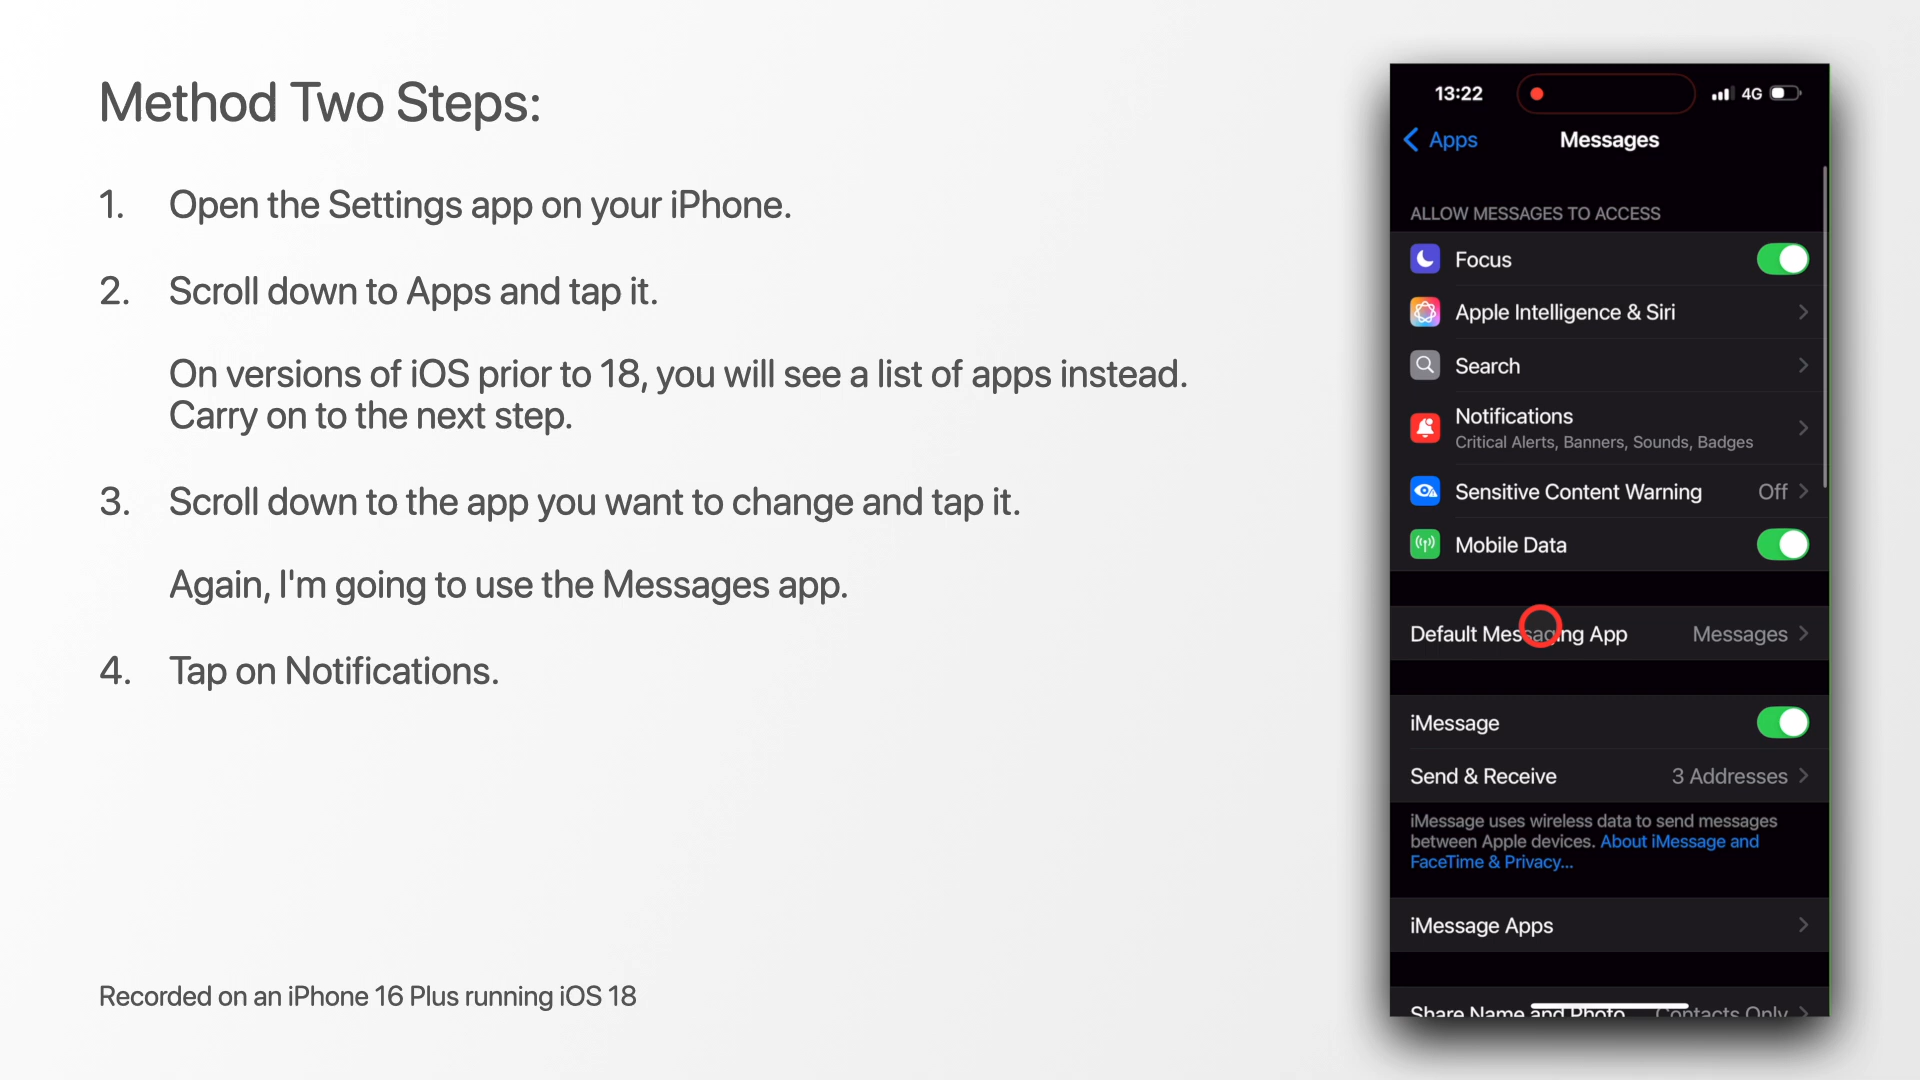 Method Two Steps:
1. Open the Settings app on your iPhone.
2. Scroll down to Apps and tap it.
On versions of iOS prior to 18, you will see a list of apps instead.
Carry on to the next step.
3. Scroll down to the app you want to change and tap it.
Again, I'm going to use the Messages app.
4. Tap on Notifications.
Recorded on an iPhone 16 Plus running iOS 18
13:22 4G
Apps Messages
ALLOW MESSAGES TO ACCESS
Focus
Apple Intelligence & Siri
Search
Notifications
Critical Alerts, Banners, Sounds, Badges
Sensitive Content Warning Off
Mobile Data
Default Messaging App Messages
iMessage
Send & Receive 3 Addresses
iMessage uses wireless data to send messages
between Apple devices. About iMessage and
FaceTime & Privacy...
iMessage Apps
Share Name and Photo Contacts Only